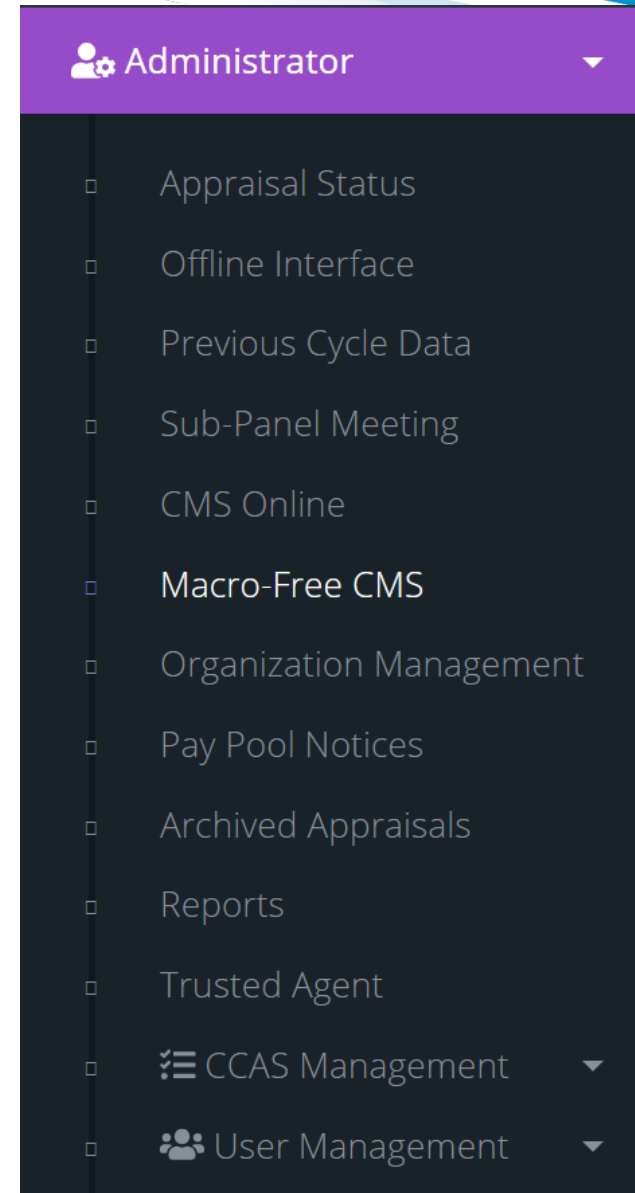 Administrator
Appraisal Status
Offline Interface
Previous Cycle Data
Sub-Panel Meeting
CMS Online
Macro-Free CMS
Organization Management
Pay Pool Notices
Archived Appraisals
Reports
Trusted Agent
CCAS Management
User Management